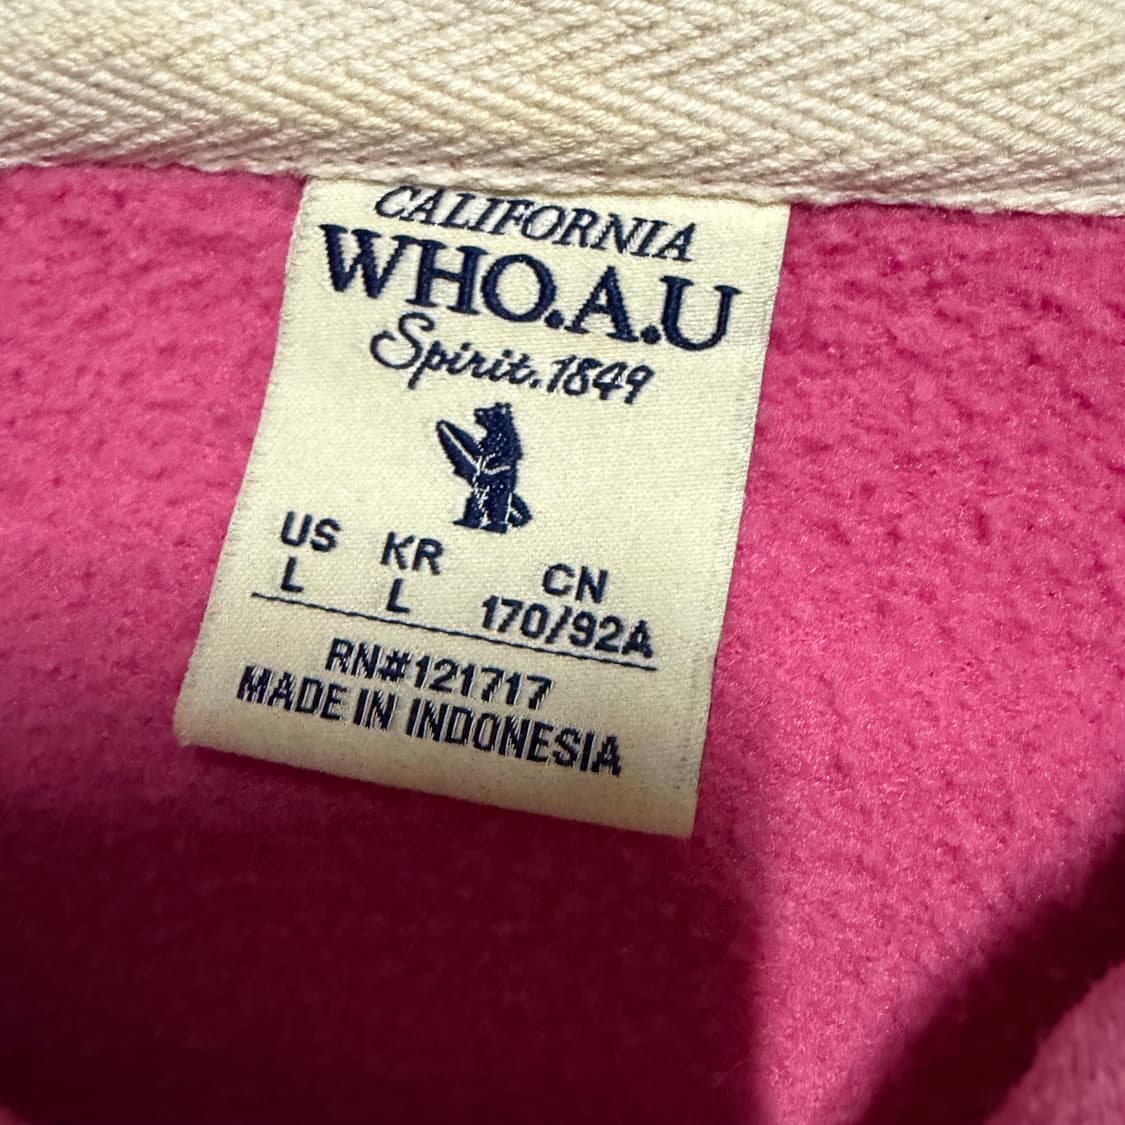 CALIFORNIA
WHO.A.U
Spirit.1849
US KR CN
L L 170/92A
RN#121717
MADE IN INDONESIA